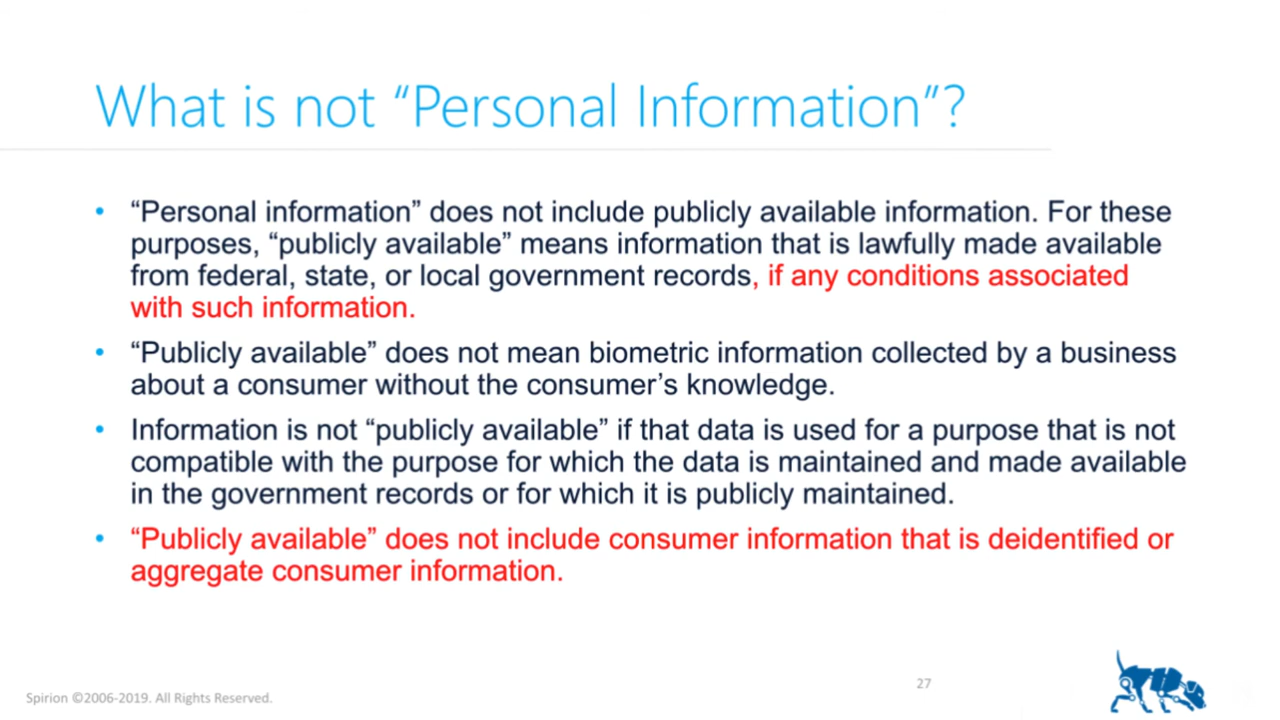 What is not “Personal Information”?
• “Personal information” does not include publicly available information. For these
purposes, “publicly available” means information that is lawfully made available
from federal, state, or local government records, if any conditions associated
with such information.
• “Publicly available” does not mean biometric information collected by a business
about a consumer without the consumer’s knowledge.
• Information is not “publicly available” if that data is used for a purpose that is not
compatible with the purpose for which the data is maintained and made available
in the government records or for which it is publicly maintained.
• “Publicly available” does not include consumer information that is deidentified or
aggregate consumer information.
Spirion ©2006-2019. All Rights Reserved.
27